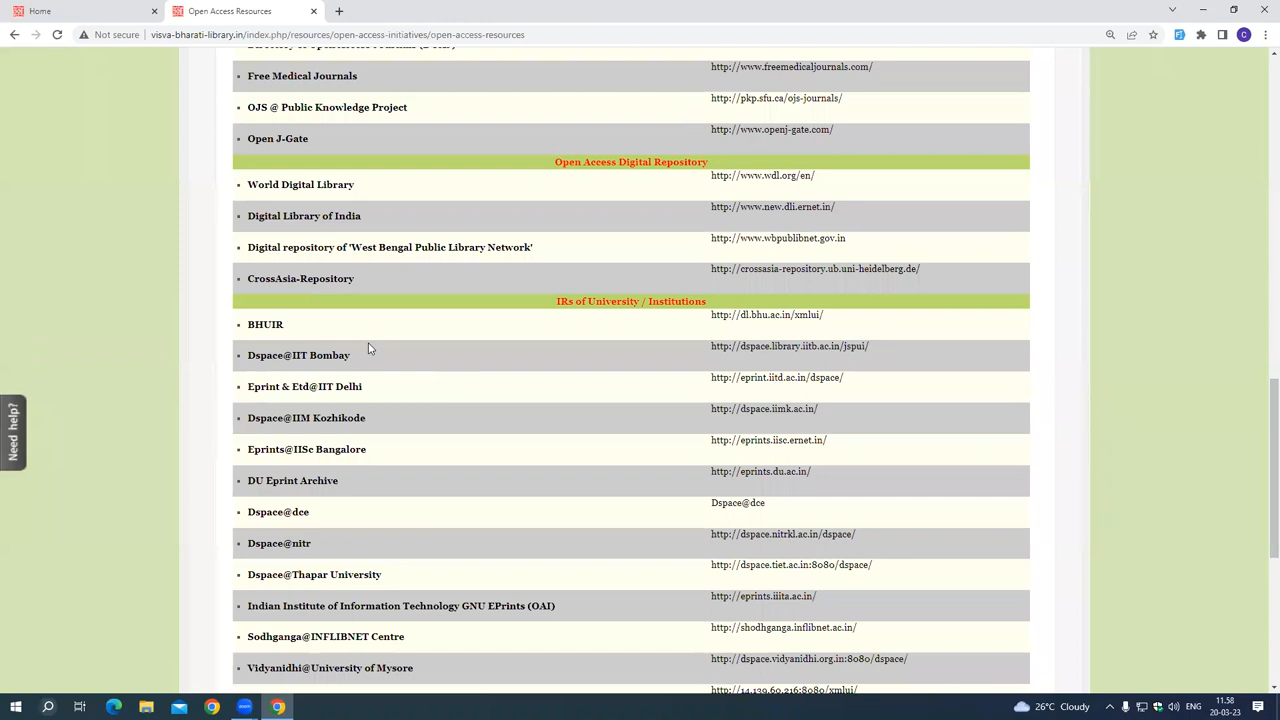 Home
Open Access Resources
Not secure
visva-bharati-library.in/index.php/resources/open-access-initiatives/open-access-resources
Free Medical Journals
http://www.freemedicaljournals.com/
OJS @ Public Knowledge Project
http://pkp.sfu.ca/ojs-journals/
Open J-Gate
http://www.openj-gate.com/
Open Access Digital Repository
World Digital Library
http://www.wdl.org/en/
Digital Library of India
http://www.new.dli.ernet.in/
Digital repository of 'West Bengal Public Library Network'
http://www.wbpublibnet.gov.in
CrossAsia-Repository
http://crossasia-repository.ub.uni-heidelberg.de/
IRs of University / Institutions
BHUIR
http://dl.bhu.ac.in/xmlui/
Dspace@IIT Bombay
http://dspace.library.iitb.ac.in/jspui/
Eprint & Etd@IIT Delhi
http://eprint.iitd.ac.in/dspace/
Dspace@IIM Kozhikode
http://dspace.iimk.ac.in/
Eprints@IISc Bangalore
http://eprints.iisc.ernet.in/
DU Eprint Archive
http://eprints.du.ac.in/
Dspace@dce
Dspace@dce
Dspace@nitr
http://dspace.nitrkl.ac.in/dspace/
Dspace@Thapar University
http://dspace.tiet.ac.in:8080/dspace/
Indian Institute of Information Technology GNU EPrints (OAI)
http://eprints.iiita.ac.in/
Sodhganga@INFLIBNET Centre
http://shodhganga.inflibnet.ac.in/
Vidyanidhi@University of Mysore
http://dspace.vidyanidhi.org.in:8080/dspace/
http://14.139.60.216:8080/xmlui/
Need help?
C
26°C Cloudy
ENG
11.58
20-03-23